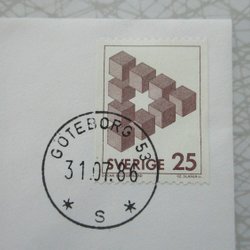 SVERIGE 25
GÖTEBORG 53
31.07.86
* S *